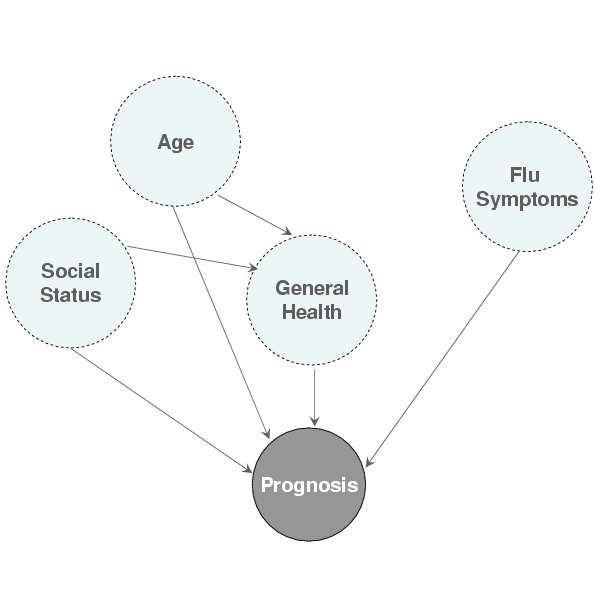 Age
Flu
Symptoms
Social
Status
General
Health
Prognosis